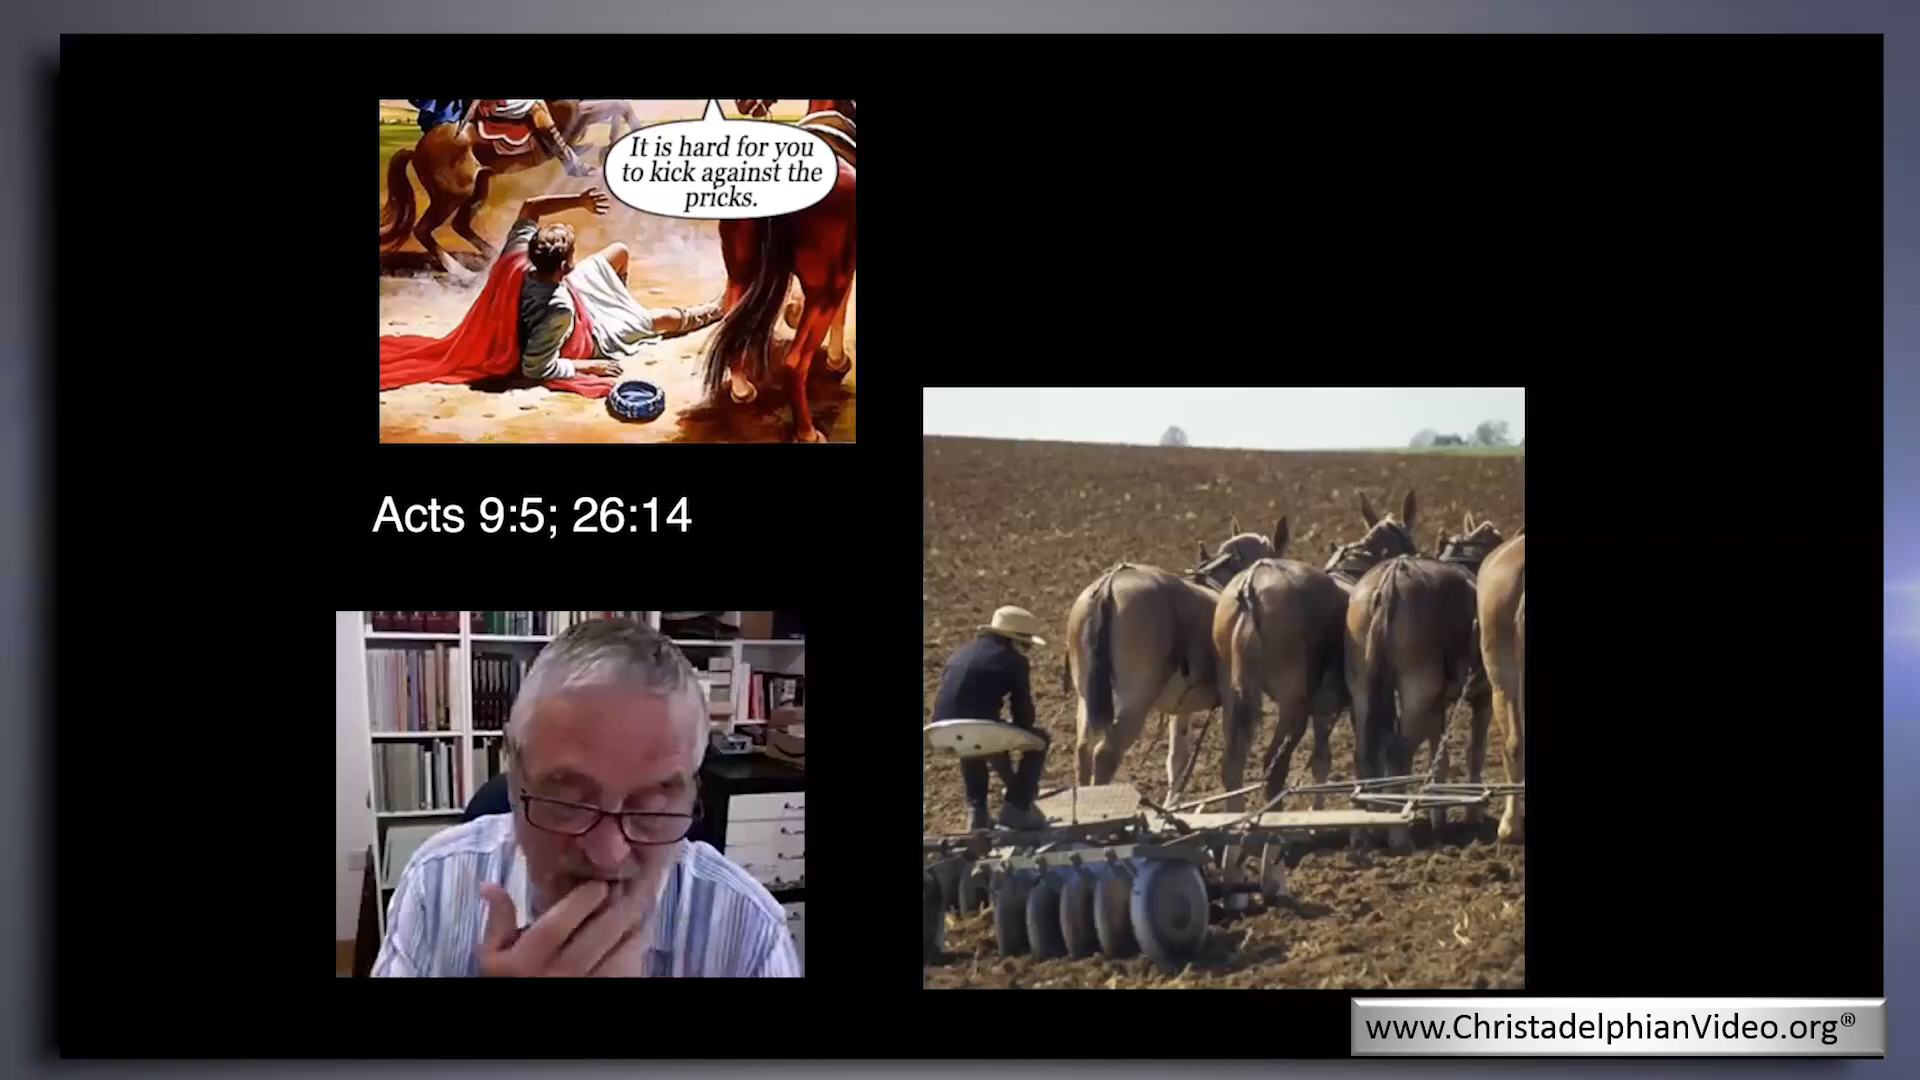 It is hard for you
to kick against the
pricks.
Acts 9:5; 26:14
www.ChristadelphianVideo.org®